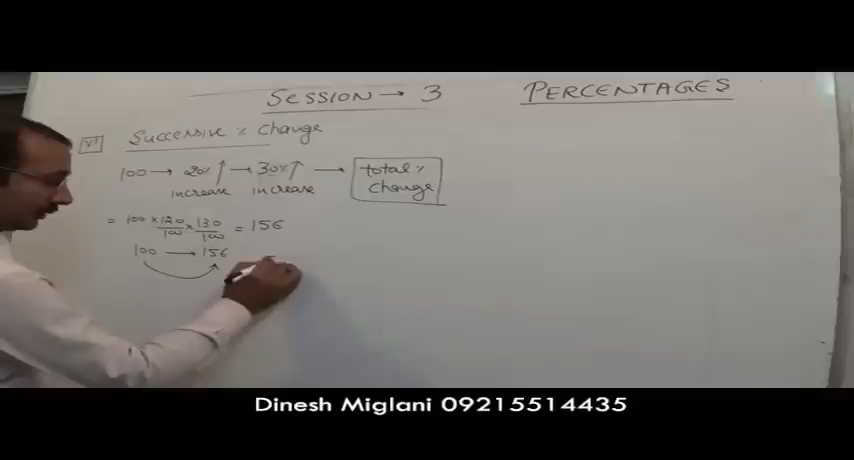 SESSION → 3
PERCENTAGES
VI
Successive % Change
100 → 20% ↑ → 30% ↑ → total % Change
increase increase
= 100 × 120/100 × 130/100 = 156
100 → 156
Dinesh Miglani 09215514435